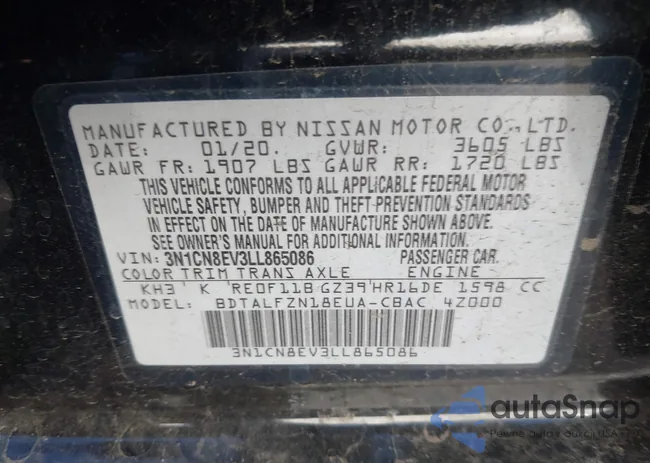 MANUFACTURED BY NISSAN MOTOR CO., LTD.
DATE: 01/20. GVWR: 3605 LBS
GAWR FR: 1907 LBS GAWR RR: 1720 LBS
THIS VEHICLE CONFORMS TO ALL APPLICABLE FEDERAL MOTOR
VEHICLE SAFETY, BUMPER AND THEFT PREVENTION STANDARDS
IN EFFECT ON THE DATE OF MANUFACTURE SHOWN ABOVE.
SEE OWNER'S MANUAL FOR ADDITIONAL INFORMATION.
VIN: 3N1CN8EV3LL865086 PASSENGER CAR.
COLOR TRIM TRANS AXLE ENGINE
KH3 K RE0F11B GZ39 HR16DE 1598 CC
MODEL: BDTALFZN18EUA-CBAC 4Z000
3N1CN8EV3LL865086
autoSnap